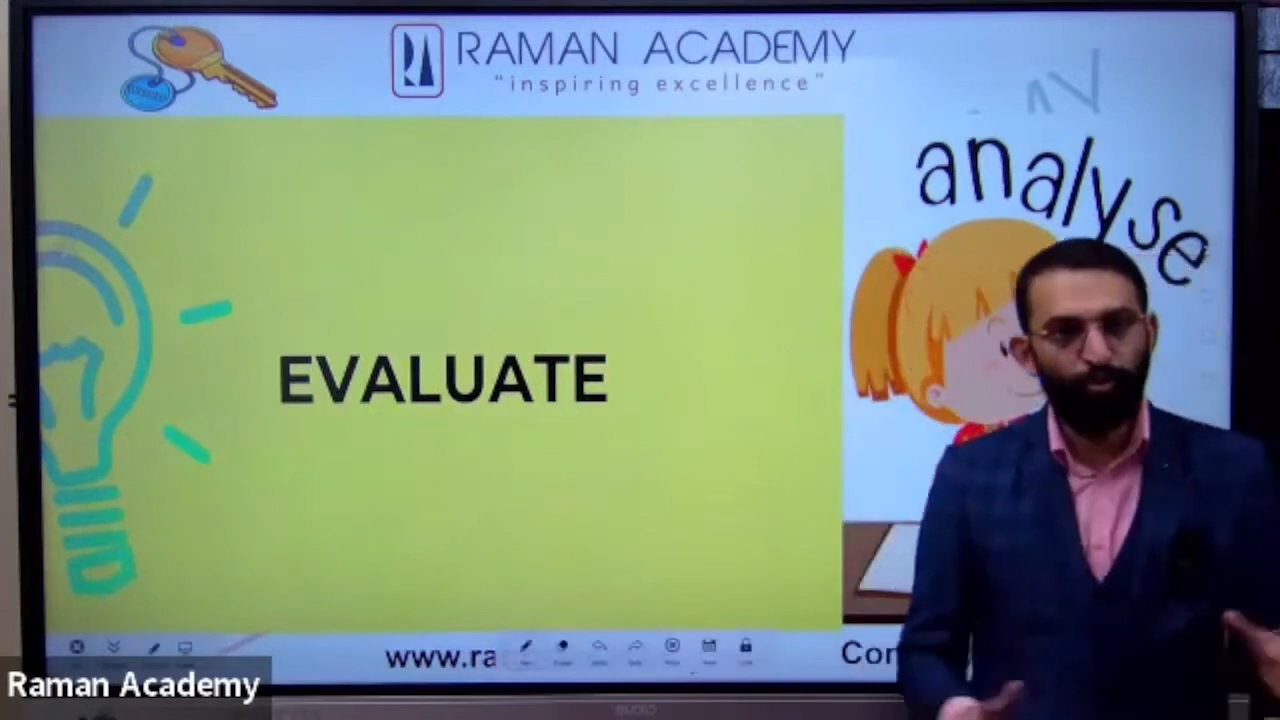 RAMAN ACADEMY
“inspiring excellence”
analyse
EVALUATE
www.ra
Con
Raman Academy